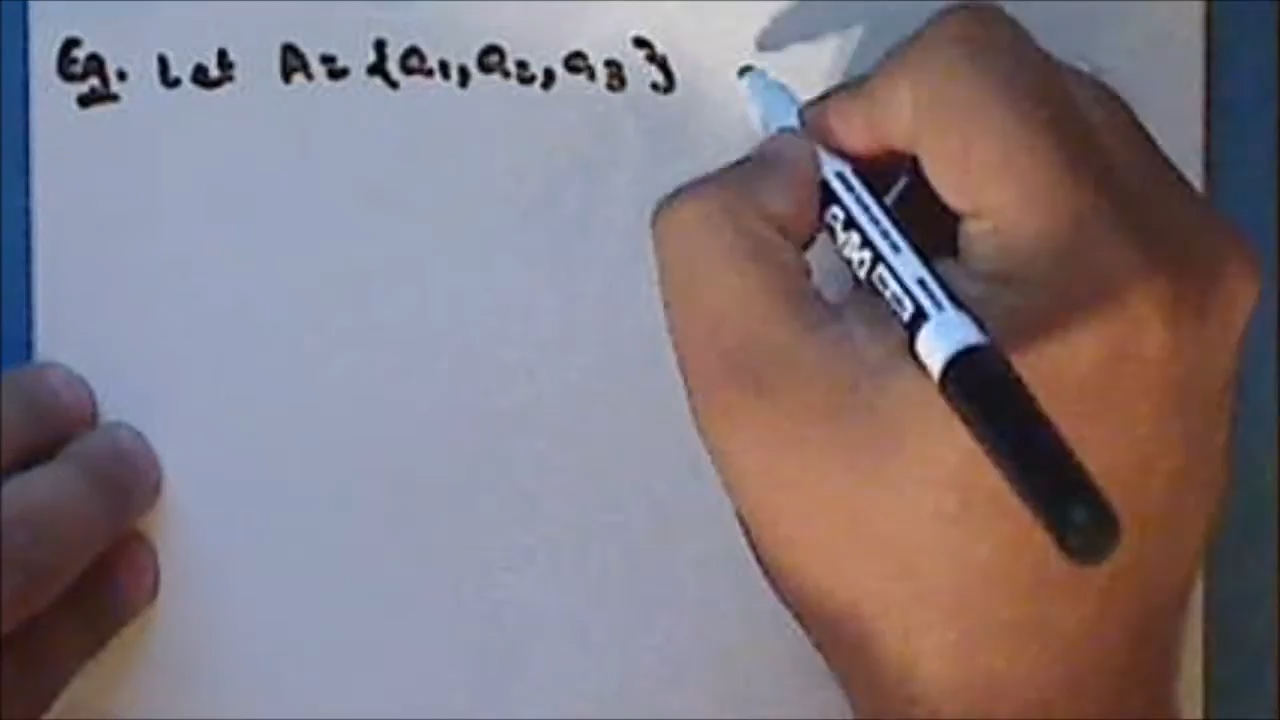 Eg. Let A = {a₁, a₂, a₃}